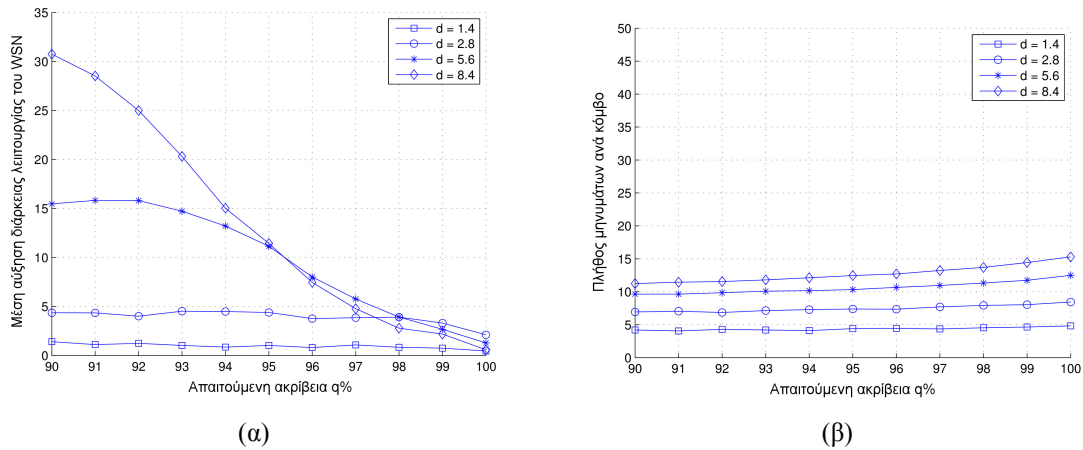 35
30
25
20
15
10
5
0
90 91 92 93 94 95 96 97 98 99 100
Μέση αύξηση διάρκειας λειτουργίας του WSN
Απαιτούμενη ακρίβεια q%
d = 1.4
d = 2.8
d = 5.6
d = 8.4
(α)
50
45
40
35
30
25
20
15
10
5
0
90 91 92 93 94 95 96 97 98 99 100
Πλήθος μηνυμάτων ανά κόμβο
Απαιτούμενη ακρίβεια q%
d = 1.4
d = 2.8
d = 5.6
d = 8.4
(β)